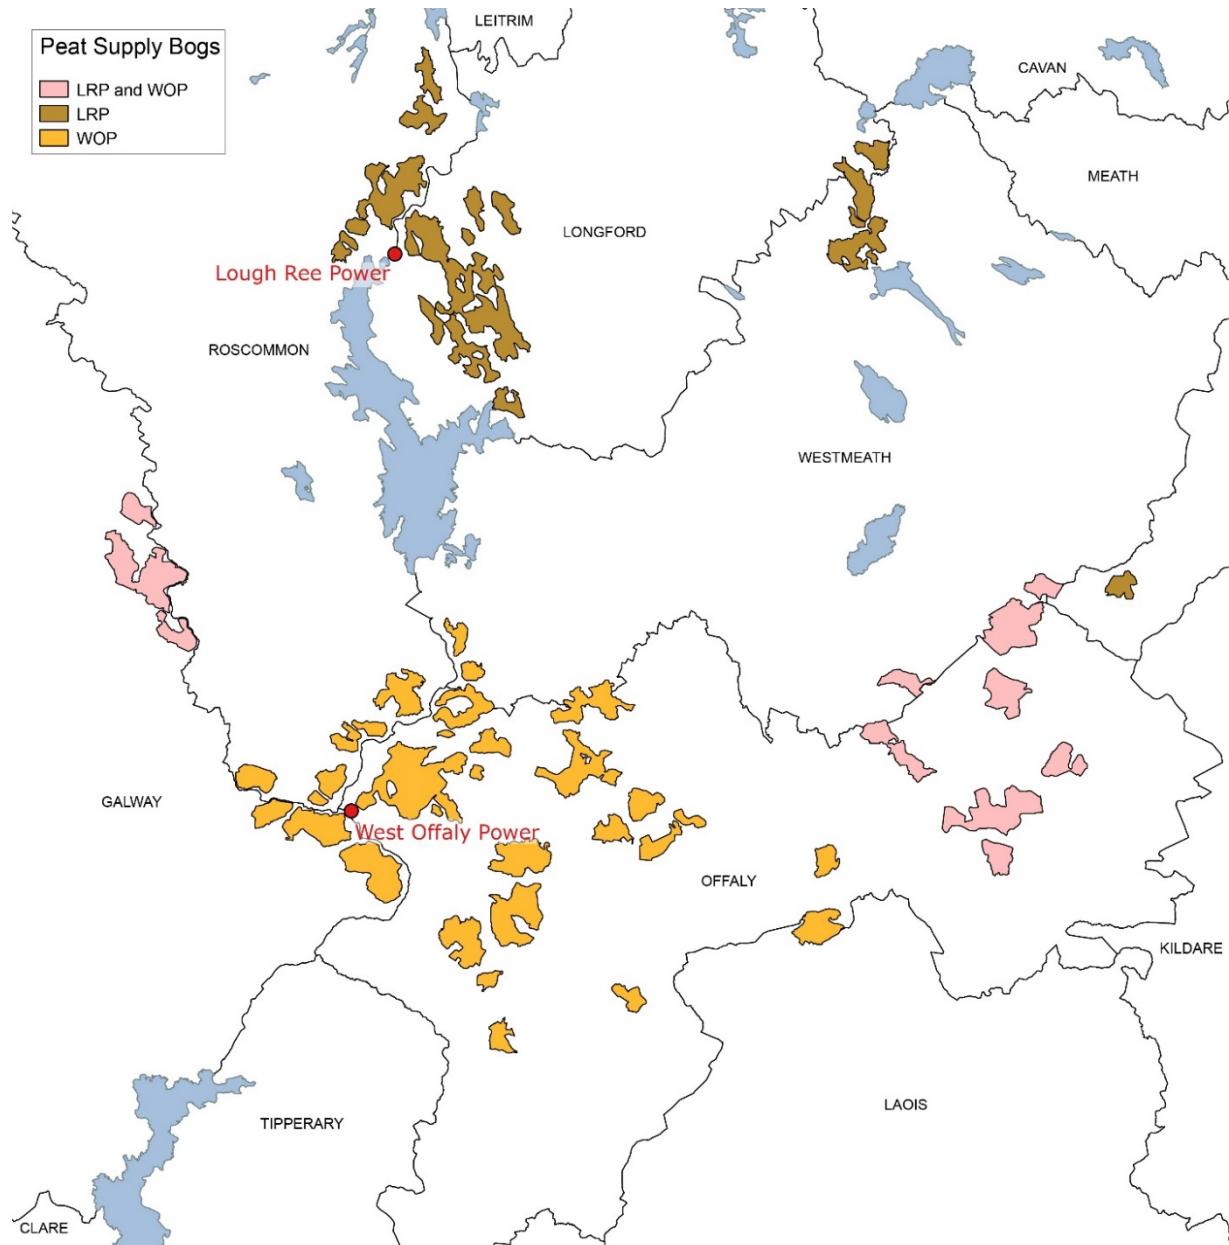 LEITRIM
Peat Supply Bogs
LRP and WOP
LRP
WOP
CAVAN
MEATH
LONGFORD
Lough Ree Power
ROSCOMMON
WESTMEATH
GALWAY
West Offaly Power
OFFALY
KILDARE
LAOIS
TIPPERARY
CLARE